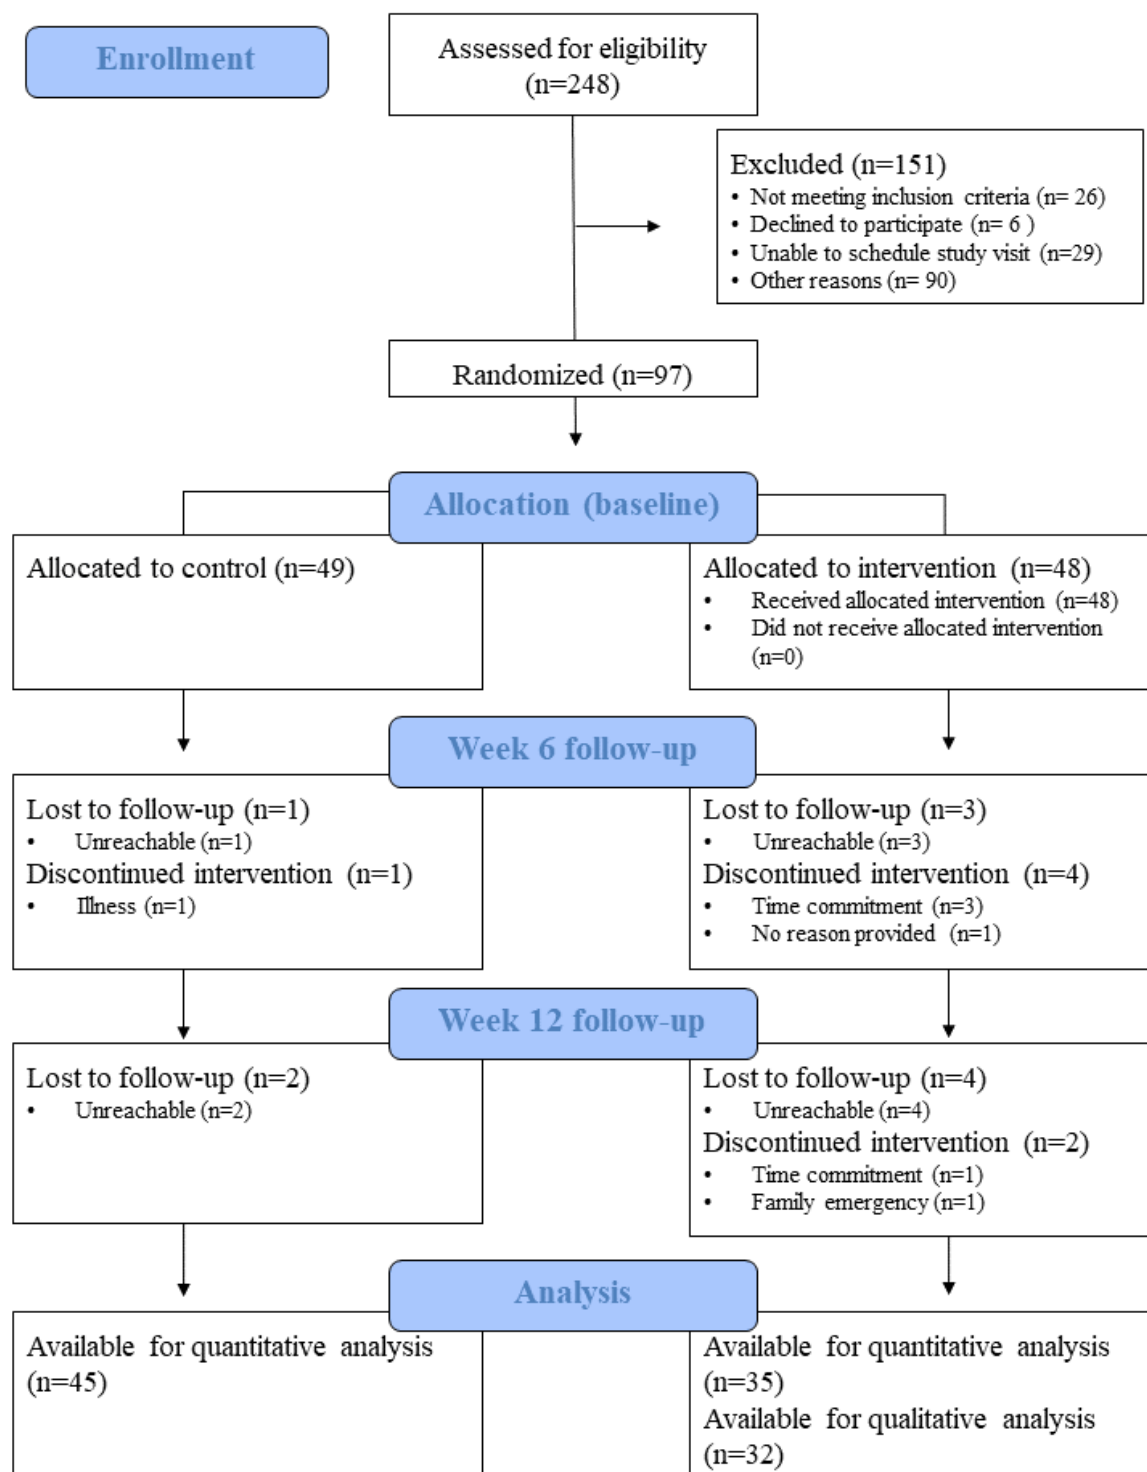 Enrollment
Assessed for eligibility
(n=248)
Excluded (n=151)
• Not meeting inclusion criteria (n= 26)
• Declined to participate (n= 6 )
• Unable to schedule study visit (n=29)
• Other reasons (n= 90)
Randomized (n=97)
Allocation (baseline)
Allocated to control (n=49)
Allocated to intervention (n=48)
• Received allocated intervention (n=48)
• Did not receive allocated intervention
(n=0)
Week 6 follow-up
Lost to follow-up (n=1)
• Unreachable (n=1)
Discontinued intervention (n=1)
• Illness (n=1)
Lost to follow-up (n=3)
• Unreachable (n=3)
Discontinued intervention (n=4)
• Time commitment (n=3)
• No reason provided (n=1)
Week 12 follow-up
Lost to follow-up (n=2)
• Unreachable (n=2)
Lost to follow-up (n=4)
• Unreachable (n=4)
Discontinued intervention (n=2)
• Time commitment (n=1)
• Family emergency (n=1)
Analysis
Available for quantitative analysis
(n=45)
Available for quantitative analysis
(n=35)
Available for qualitative analysis
(n=32)